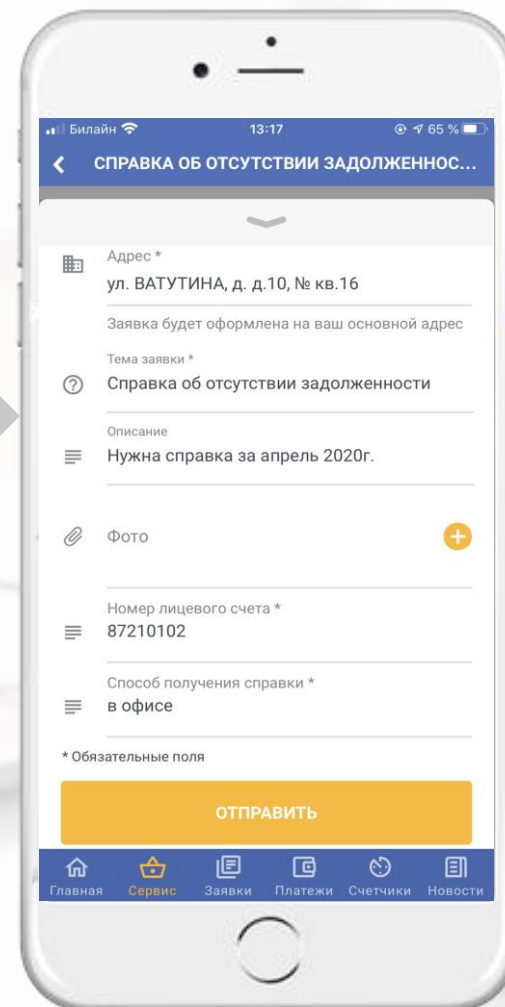 Билайн 13:17 65 %
СПРАВКА ОБ ОТСУТСТВИИ ЗАДОЛЖЕННОС...
Адрес *
ул. ВАТУТИНА, д. д.10, № кв.16
Заявка будет оформлена на ваш основной адрес
Тема заявки *
Справка об отсутствии задолженности
Описание
Нужна справка за апрель 2020г.
Фото
Номер лицевого счета *
87210102
Способ получения справки *
в офисе
* Обязательные поля
ОТПРАВИТЬ
Главная Сервис Заявки Платежи Счетчики Новости